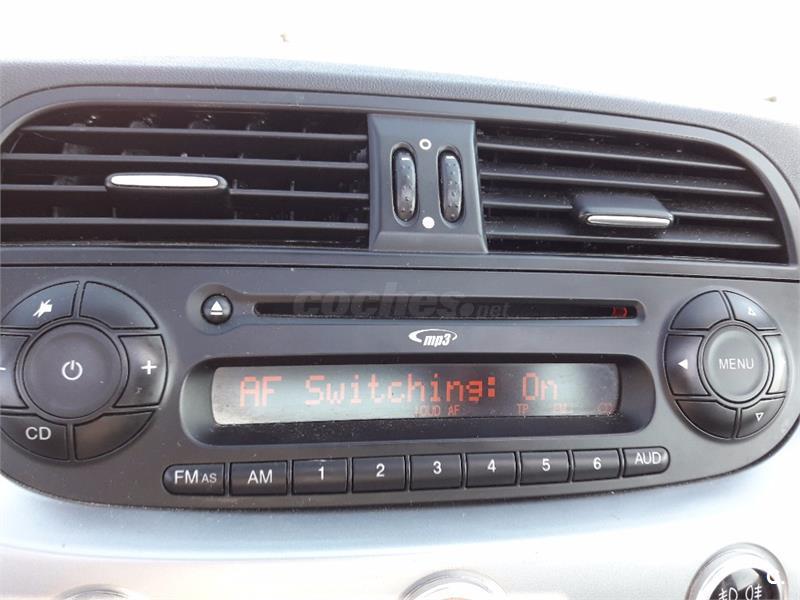 coches.net
mp3
AF Switching: On
LOUD AF TP CD
- +
MENU
CD
FM AS AM 1 2 3 4 5 6 AUD